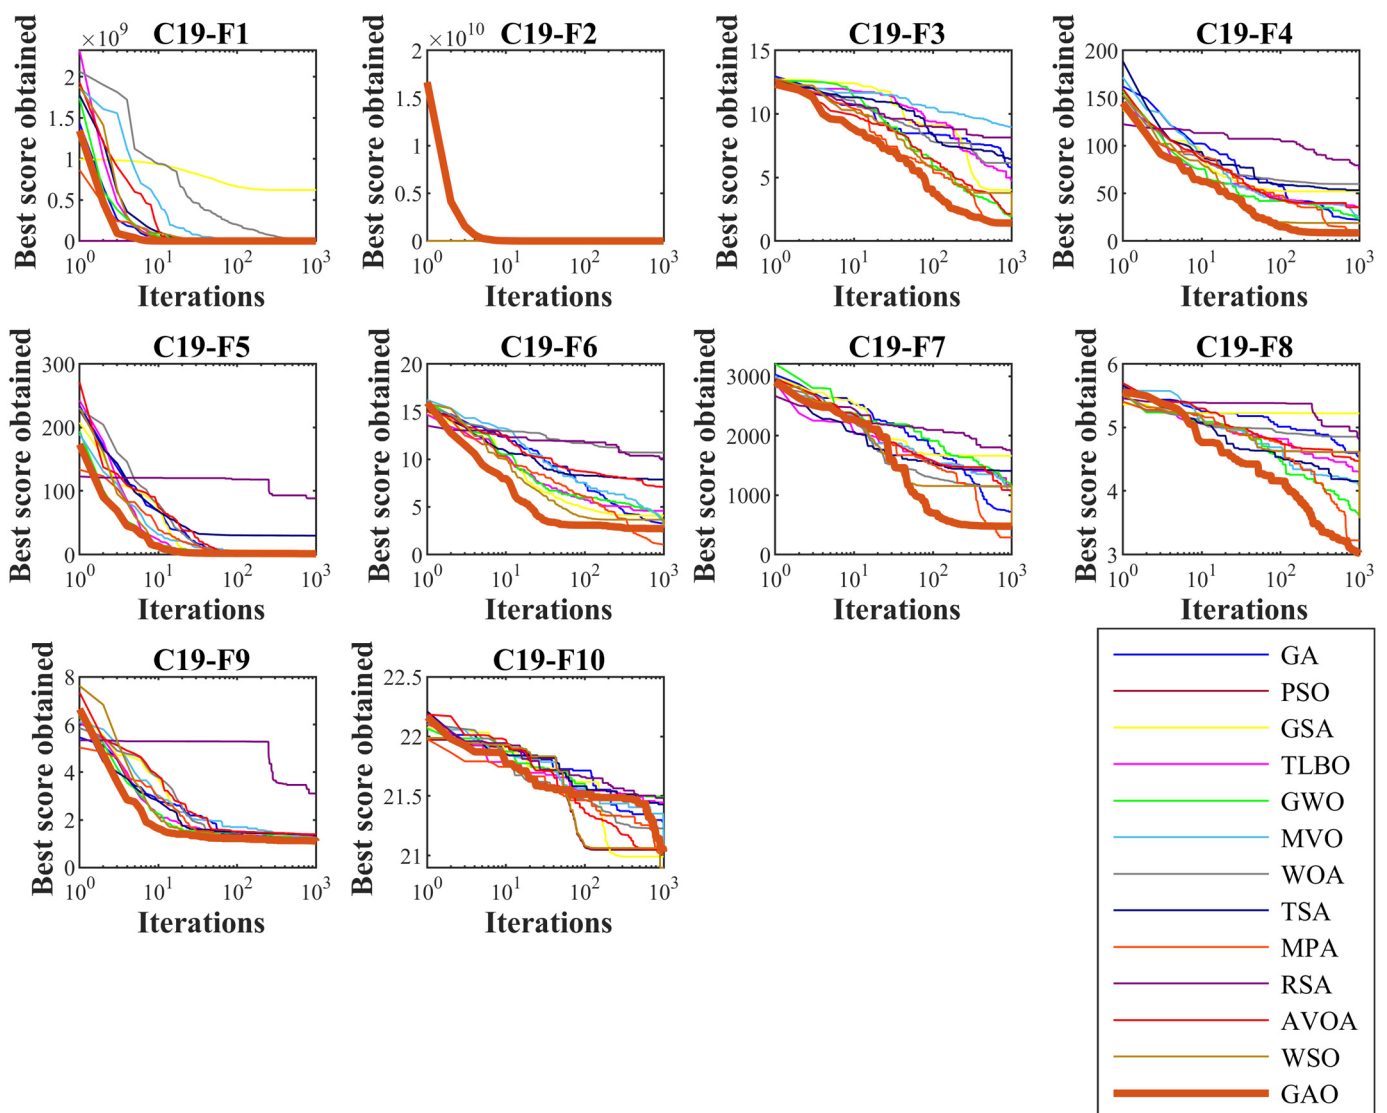 C19-F1
×10⁹
Best score obtained
2
1.5
1
0.5
0
10⁰ 10¹ 10² 10³
Iterations
C19-F2
×10¹⁰
Best score obtained
2
1.5
1
0.5
0
10⁰ 10¹ 10² 10³
Iterations
C19-F3
Best score obtained
15
10
5
0
10⁰ 10¹ 10² 10³
Iterations
C19-F4
Best score obtained
200
150
100
50
0
10⁰ 10¹ 10² 10³
Iterations
C19-F5
Best score obtained
300
200
100
0
10⁰ 10¹ 10² 10³
Iterations
C19-F6
Best score obtained
20
15
10
5
0
10⁰ 10¹ 10² 10³
Iterations
C19-F7
Best score obtained
3000
2000
1000
0
10⁰ 10¹ 10² 10³
Iterations
C19-F8
Best score obtained
6
5
4
3
10⁰ 10¹ 10² 10³
Iterations
C19-F9
Best score obtained
8
6
4
2
0
10⁰ 10¹ 10² 10³
Iterations
C19-F10
Best score obtained
22.5
22
21.5
21
10⁰ 10¹ 10² 10³
Iterations
GA
PSO
GSA
TLBO
GWO
MVO
WOA
TSA
MPA
RSA
AVOA
WSO
GAO